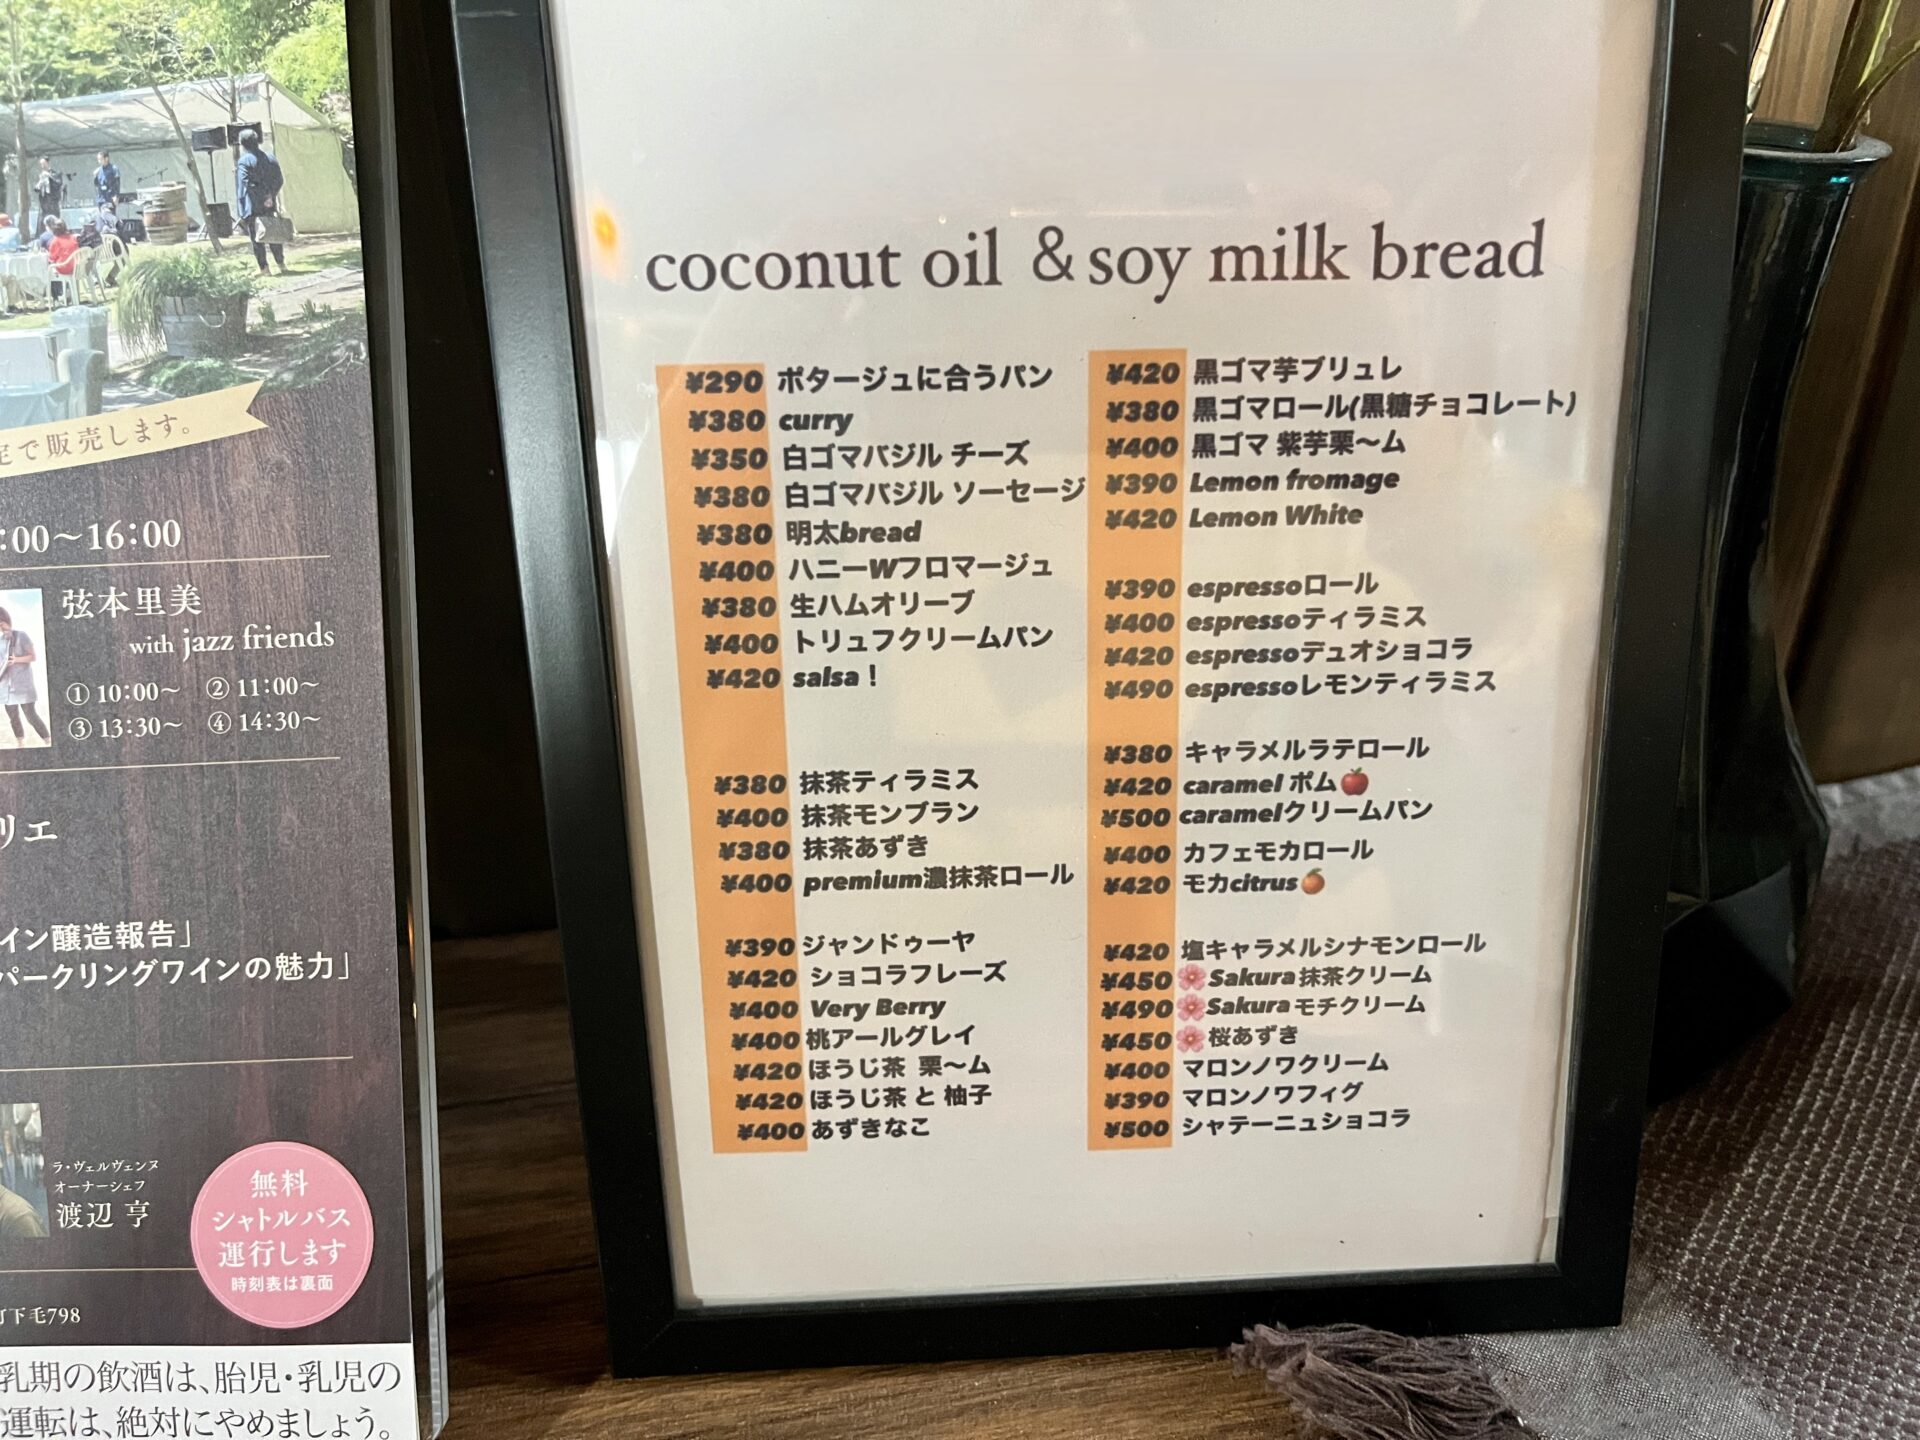 定で販売します。
:00〜16:00
弦本里美
with jazz friends
① 10:00〜 ② 11:00〜
③ 13:30〜 ④ 14:30〜
リエ
イン醸造報告」
パークリングワインの魅力」
ラ・ヴェルヴェンヌ
オーナーシェフ
渡辺 亨
無料
シャトルバス
運行します
時刻表は裏面
町下毛798
乳期の飲酒は、胎児・乳児の
運転は、絶対にやめましょう。
coconut oil & soy milk bread
¥290 ポタージュに合うパン
¥380 curry
¥350 白ゴマバジル チーズ
¥380 白ゴマバジル ソーセージ
¥380 明太bread
¥400 ハニーWフロマージュ
¥380 生ハムオリーブ
¥400 トリュフクリームパン
¥420 salsa！
¥380 抹茶ティラミス
¥400 抹茶モンブラン
¥380 抹茶あずき
¥400 premium濃抹茶ロール
¥390 ジャンドゥーヤ
¥420 ショコラフレーズ
¥400 Very Berry
¥400 桃アールグレイ
¥420 ほうじ茶 栗〜ム
¥420 ほうじ茶 と 柚子
¥400 あずきなこ
¥420 黒ゴマ芋ブリュレ
¥380 黒ゴマロール(黒糖チョコレート)
¥400 黒ゴマ 紫芋栗〜ム
¥390 Lemon fromage
¥420 Lemon White
¥390 espressoロール
¥400 espressoティラミス
¥420 espressoデュオショコラ
¥490 espressoレモンティラミス
¥380 キャラメルラテロール
¥420 caramel ポム🍎
¥500 caramelクリームパン
¥400 カフェモカロール
¥420 モカcitrus🍊
¥420 塩キャラメルシナモンロール
¥450 🌸Sakura抹茶クリーム
¥490 🌸Sakuraモチクリーム
¥450 🌸桜あずき
¥400 マロンノワクリーム
¥390 マロンノワフィグ
¥500 シャテーニュショコラ